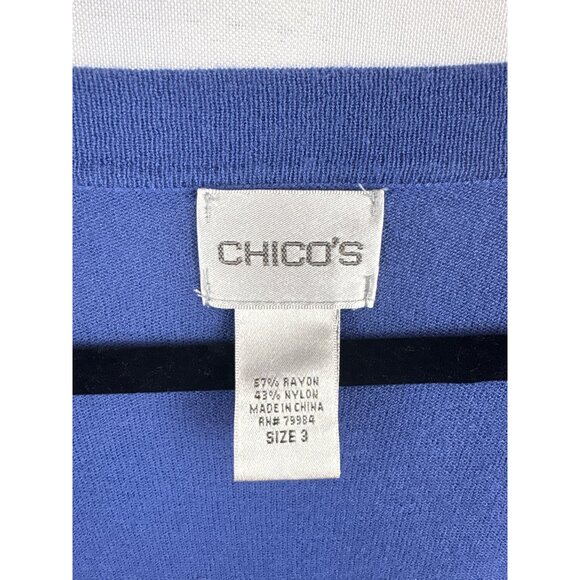 CHICO'S
57% RAYON
43% NYLON
MADE IN CHINA
RN# 79984
SIZE 3